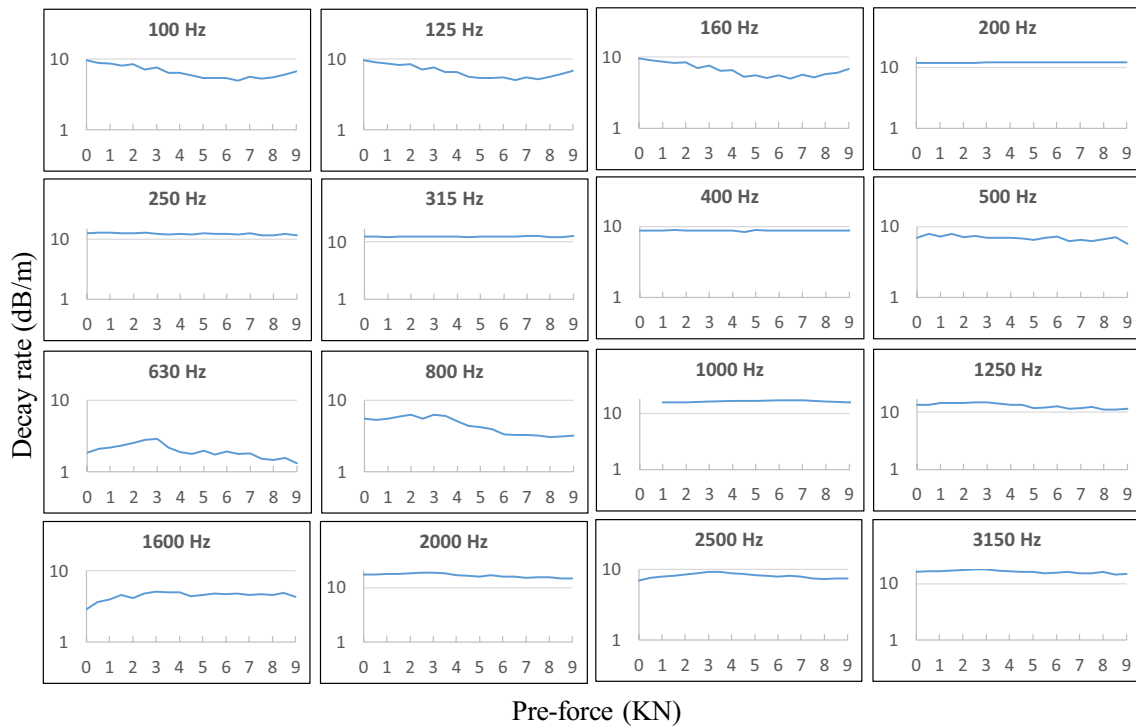 100 Hz
10
1
0 1 2 3 4 5 6 7 8 9
125 Hz
10
1
0 1 2 3 4 5 6 7 8 9
160 Hz
10
1
0 1 2 3 4 5 6 7 8 9
200 Hz
10
1
0 1 2 3 4 5 6 7 8 9
250 Hz
10
1
0 1 2 3 4 5 6 7 8 9
315 Hz
10
1
0 1 2 3 4 5 6 7 8 9
400 Hz
10
1
0 1 2 3 4 5 6 7 8 9
500 Hz
10
1
0 1 2 3 4 5 6 7 8 9
Decay rate (dB/m)
630 Hz
10
1
0 1 2 3 4 5 6 7 8 9
800 Hz
10
1
0 1 2 3 4 5 6 7 8 9
1000 Hz
10
1
0 1 2 3 4 5 6 7 8 9
1250 Hz
10
1
0 1 2 3 4 5 6 7 8 9
1600 Hz
10
1
0 1 2 3 4 5 6 7 8 9
2000 Hz
10
1
0 1 2 3 4 5 6 7 8 9
2500 Hz
10
1
0 1 2 3 4 5 6 7 8 9
3150 Hz
10
1
0 1 2 3 4 5 6 7 8 9
Pre-force (KN)